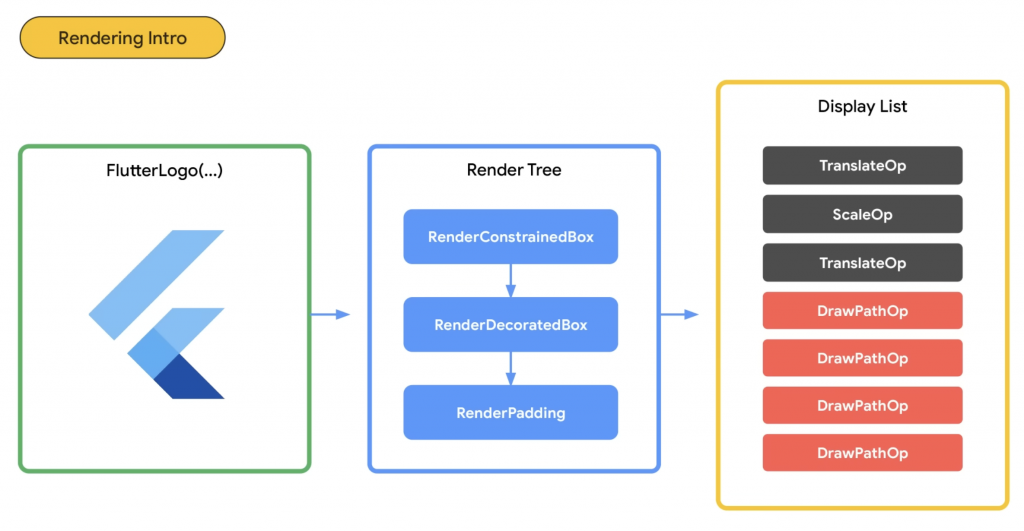 Rendering Intro
FlutterLogo(...)
Render Tree
RenderConstrainedBox
RenderDecoratedBox
RenderPadding
Display List
TranslateOp
ScaleOp
TranslateOp
DrawPathOp
DrawPathOp
DrawPathOp
DrawPathOp